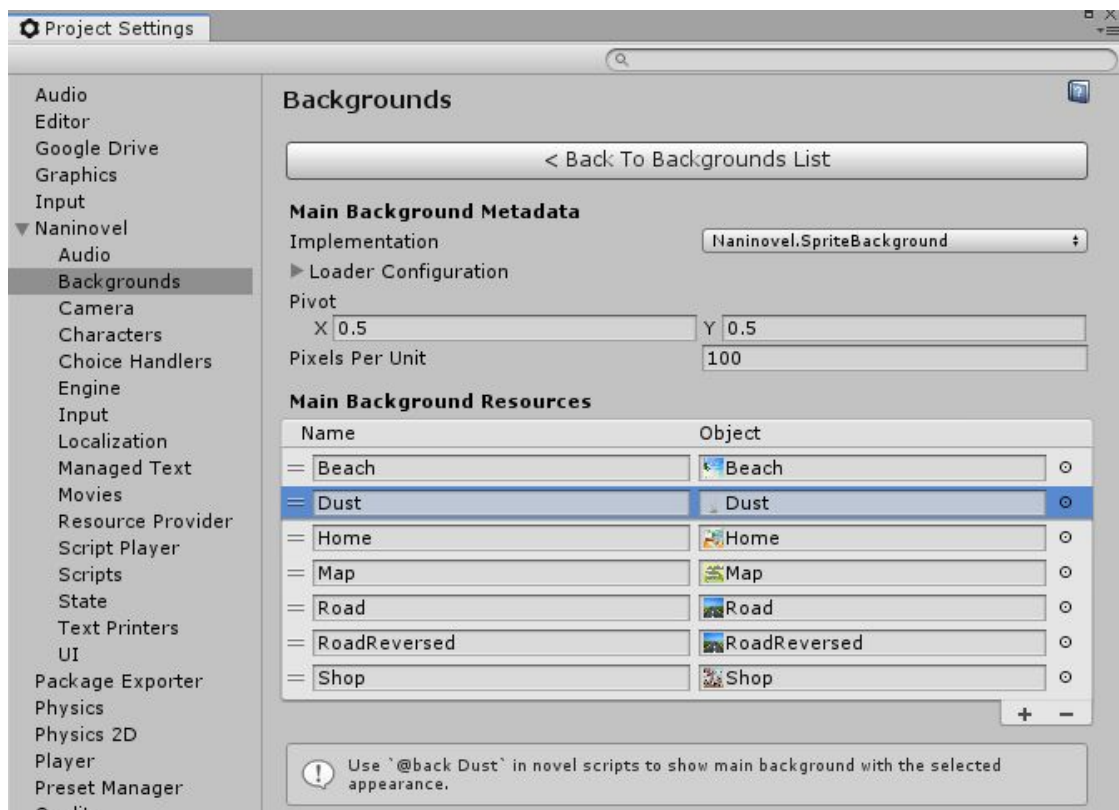 Project Settings
Audio
Editor
Google Drive
Graphics
Input
Naninovel
Audio
Backgrounds
Camera
Characters
Choice Handlers
Engine
Input
Localization
Managed Text
Movies
Resource Provider
Script Player
Scripts
State
Text Printers
UI
Package Exporter
Physics
Physics 2D
Player
Preset Manager
Backgrounds
< Back To Backgrounds List
Main Background Metadata
Implementation Naninovel.SpriteBackground
Loader Configuration
Pivot
X 0.5 Y 0.5
Pixels Per Unit 100
Main Background Resources
Name Object
Beach Beach
Dust Dust
Home Home
Map Map
Road Road
RoadReversed RoadReversed
Shop Shop
+ −
Use `@back Dust` in novel scripts to show main background with the selected
appearance.